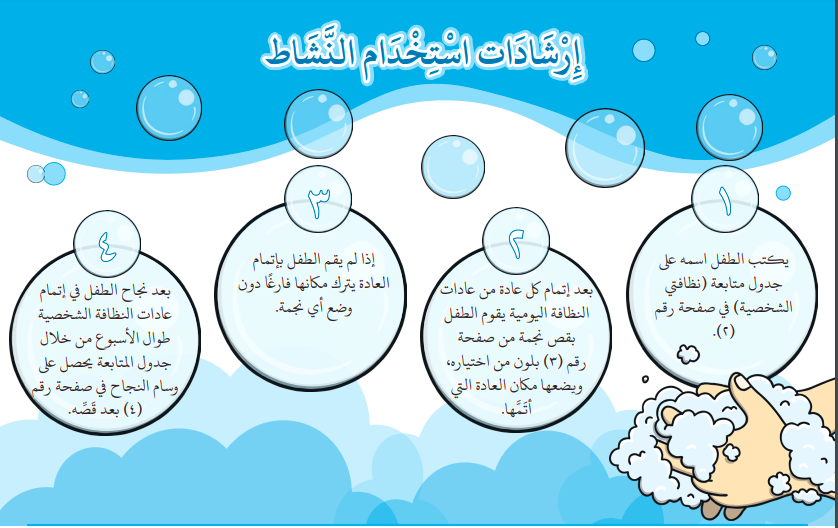 إِرْشَادَات اسْتِخْدَام النَّشَاط
١
يكتب الطفل اسمه على
جدول متابعة (نظافتي
الشخصية) في صفحة رقم
(٢).
٢
بعد إتمام كل عادة من عادات
النظافة اليومية يقوم الطفل
بقص نجمة من صفحة
رقم (٣) بلون من اختياره،
ويضعها مكان العادة التي
أتمَّها.
٣
إذا لم يقم الطفل بإتمام
العادة يترك مكانها فارغًا دون
وضع أي نجمة.
٤
بعد نجاح الطفل في إتمام
عادات النظافة الشخصية
طوال الأسبوع من خلال
جدول المتابعة يحصل على
وسام النجاح في صفحة رقم
(٤) بعد قصِّه.